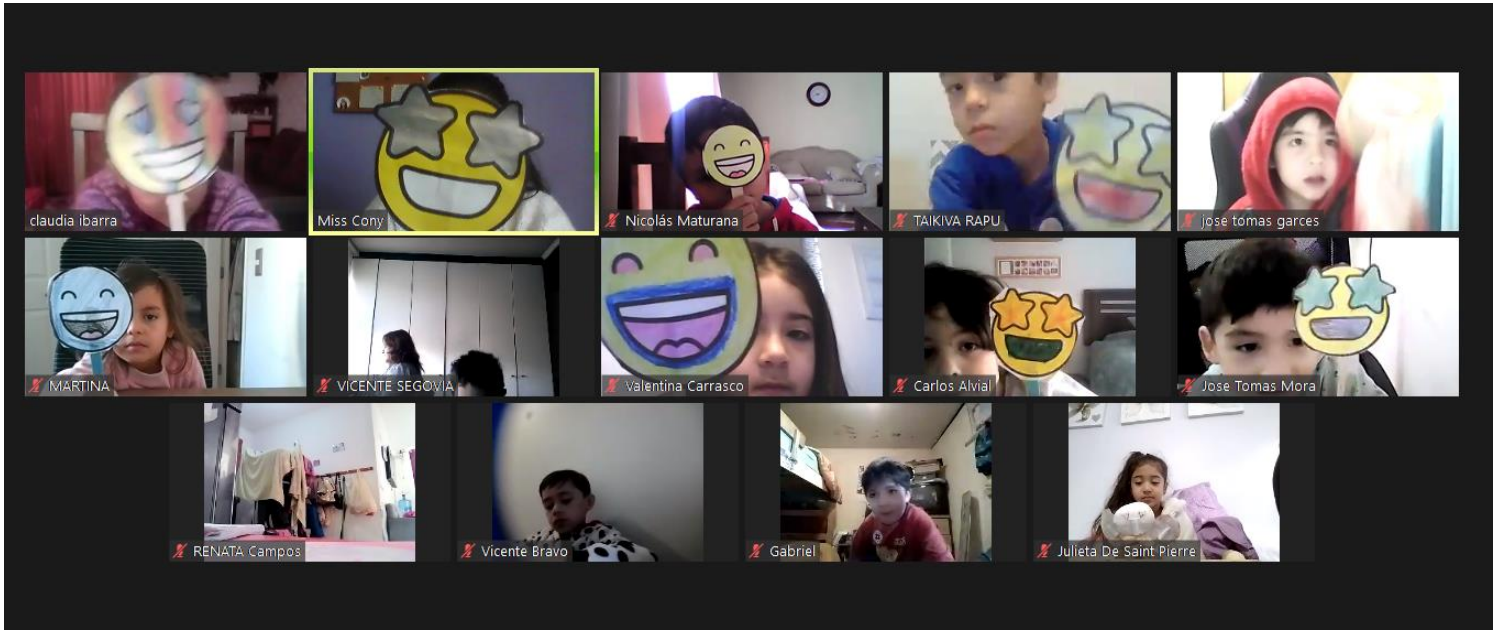 claudia ibarra
Miss Cony
Nicolás Maturana
TAIKIVA RAPU
jose tomas garces
MARTINA
VICENTE SEGOVIA
Valentina Carrasco
Carlos Alvial
Jose Tomas Mora
RENATA Campos
Vicente Bravo
Gabriel
Julieta De Saint Pierre